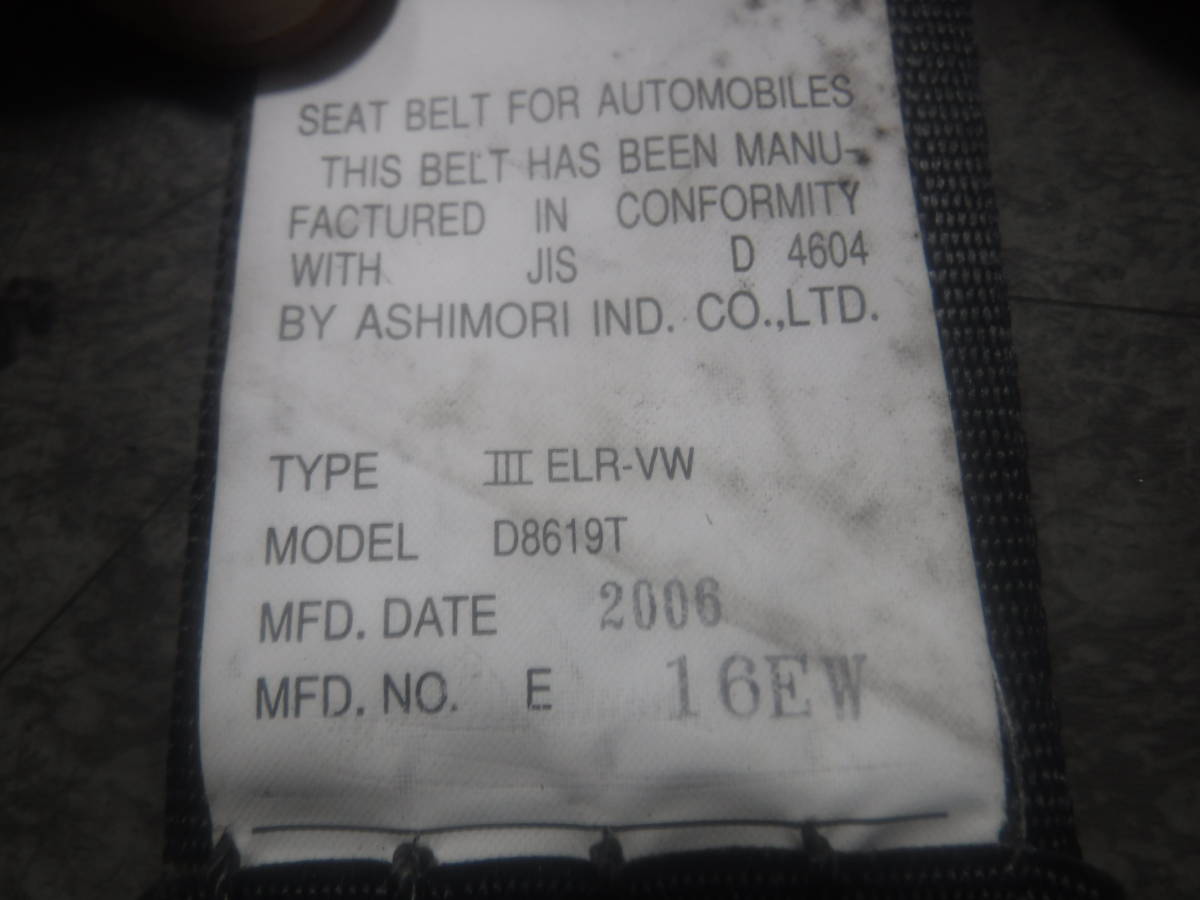 SEAT BELT FOR AUTOMOBILES
THIS BELT HAS BEEN MANU-
FACTURED IN CONFORMITY
WITH JIS D 4604
BY ASHIMORI IND. CO.,LTD.
TYPE III ELR-VW
MODEL D8619T
MFD. DATE 2006
MFD. NO. E 16EW